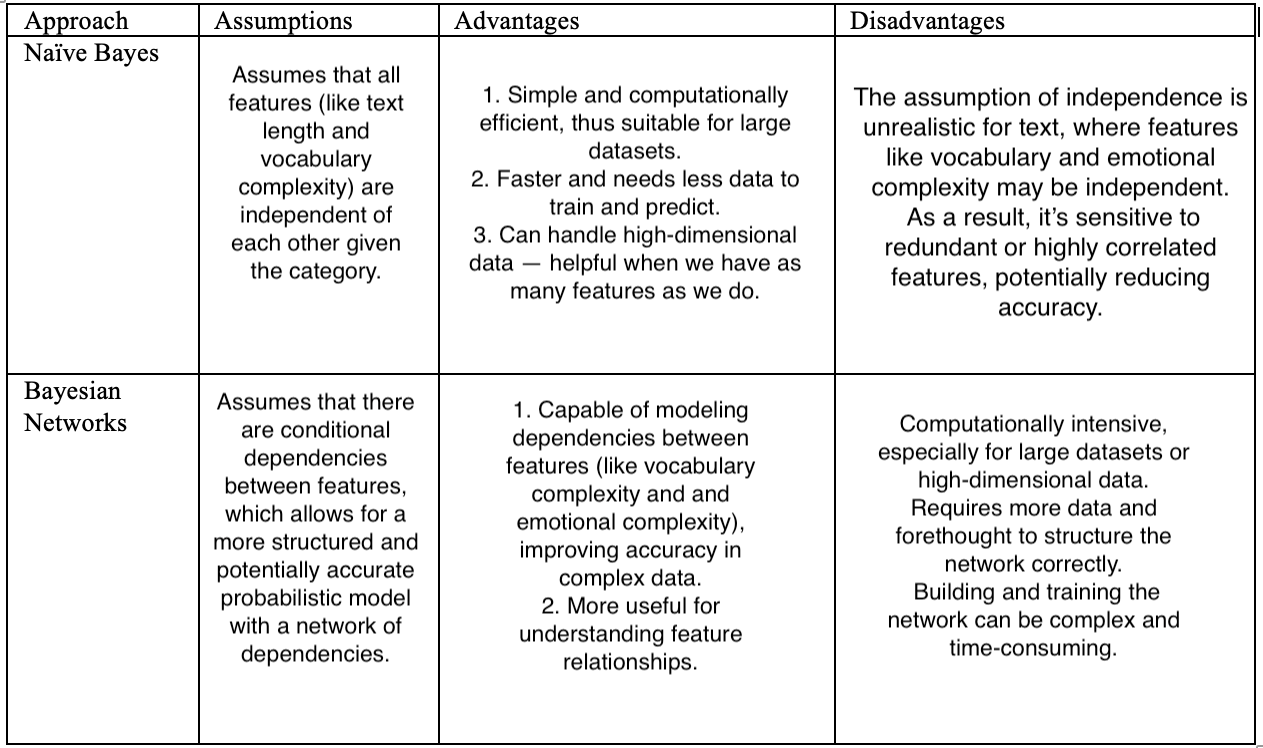 Approach
Assumptions
Advantages
Disadvantages
Naïve Bayes
Assumes that all
features (like text
length and
vocabulary
complexity) are
independent of
each other given
the category.
1. Simple and computationally
efficient, thus suitable for large
datasets.
2. Faster and needs less data to
train and predict.
3. Can handle high-dimensional
data — helpful when we have as
many features as we do.
The assumption of independence is
unrealistic for text, where features
like vocabulary and emotional
complexity may be independent.
As a result, it’s sensitive to
redundant or highly correlated
features, potentially reducing
accuracy.
Bayesian
Networks
Assumes that there
are conditional
dependencies
between features,
which allows for a
more structured and
potentially accurate
probabilistic model
with a network of
dependencies.
1. Capable of modeling
dependencies between
features (like vocabulary
complexity and and
emotional complexity),
improving accuracy in
complex data.
2. More useful for
understanding feature
relationships.
Computationally intensive,
especially for large datasets or
high-dimensional data.
Requires more data and
forethought to structure the
network correctly.
Building and training the
network can be complex and
time-consuming.